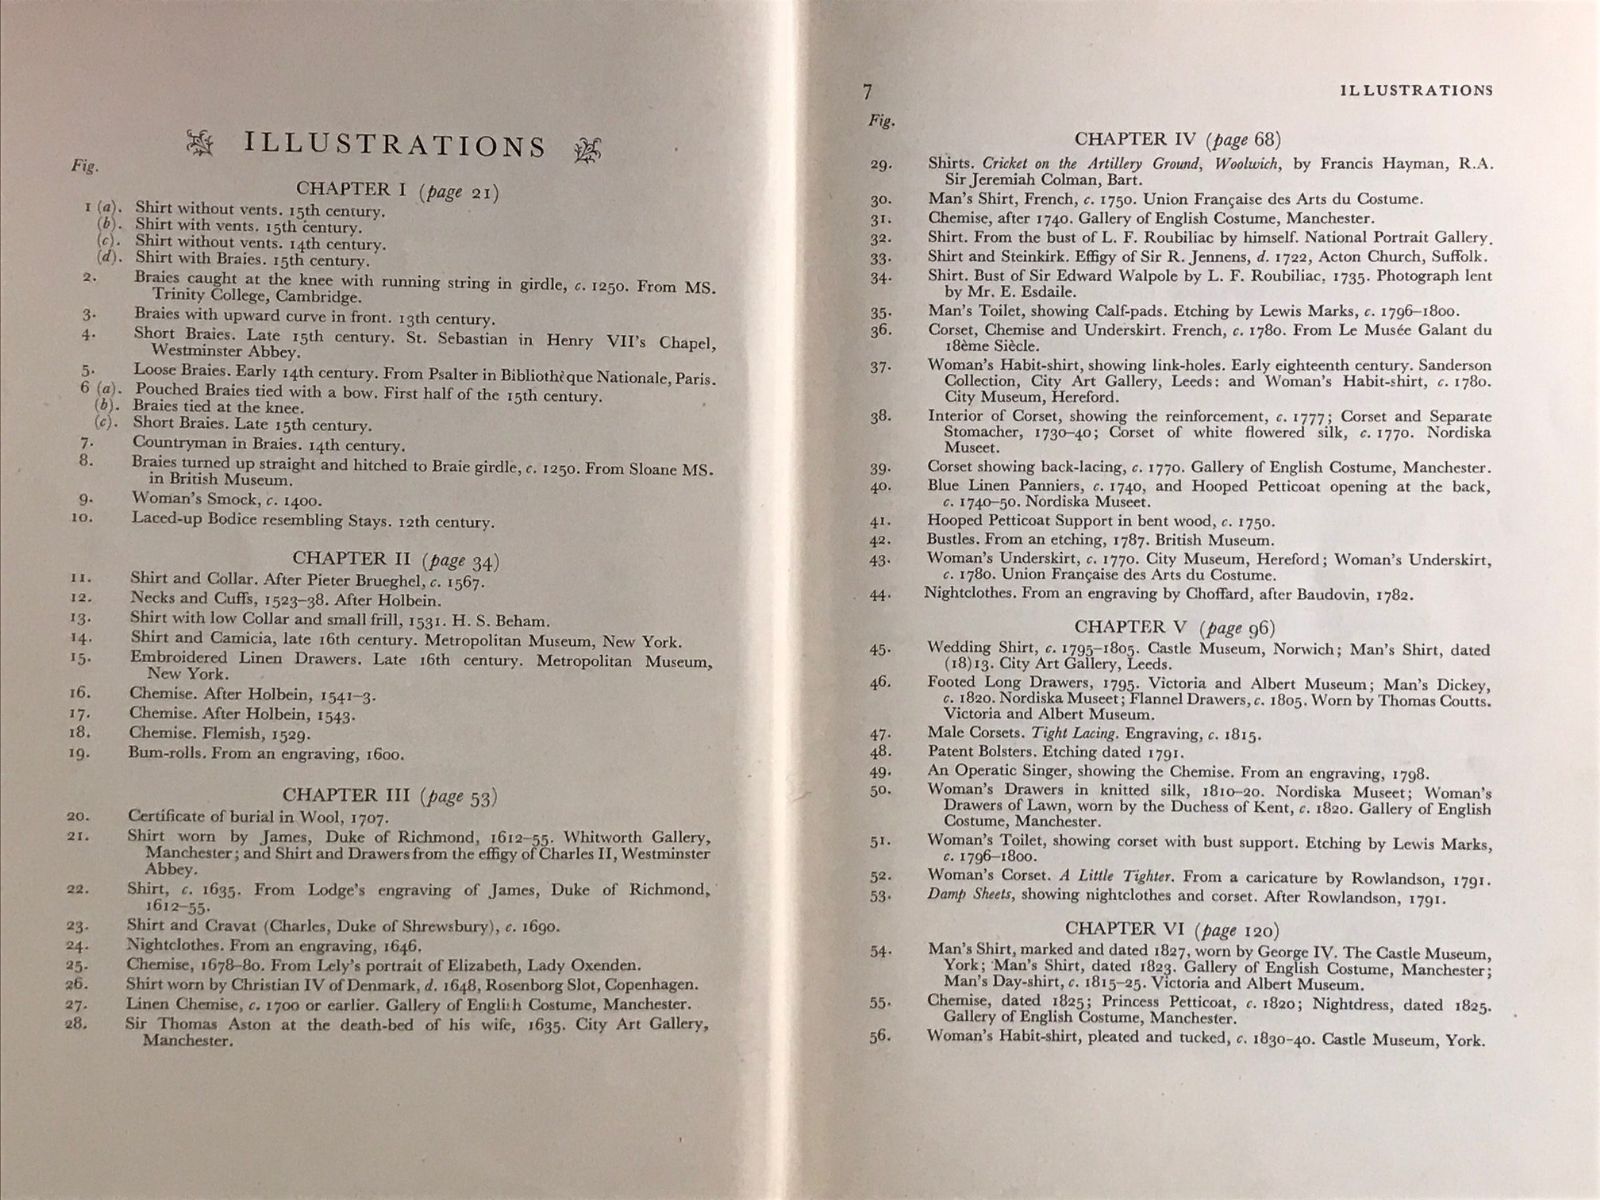 ILLUSTRATIONS
Fig.
CHAPTER I (page 21)
1 (a). Shirt without vents. 15th century.
(b). Shirt with vents. 15th century.
(c). Shirt without vents. 14th century.
(d). Shirt with Braies. 15th century.
2. Braies caught at the knee with running string in girdle, c. 1250. From MS.
Trinity College, Cambridge.
3. Braies with upward curve in front. 13th century.
4. Short Braies. Late 15th century. St. Sebastian in Henry VII's Chapel,
Westminster Abbey.
5. Loose Braies. Early 14th century. From Psalter in Bibliothèque Nationale, Paris.
6 (a). Pouched Braies tied with a bow. First half of the 15th century.
(b). Braies tied at the knee.
(c). Short Braies. Late 15th century.
7. Countryman in Braies. 14th century.
8. Braies turned up straight and hitched to Braie girdle, c. 1250. From Sloane MS.
in British Museum.
9. Woman's Smock, c. 1400.
10. Laced-up Bodice resembling Stays. 12th century.
CHAPTER II (page 34)
11. Shirt and Collar. After Pieter Brueghel, c. 1567.
12. Necks and Cuffs, 1523–38. After Holbein.
13. Shirt with low Collar and small frill, 1531. H. S. Beham.
14. Shirt and Camicia, late 16th century. Metropolitan Museum, New York.
15. Embroidered Linen Drawers. Late 16th century. Metropolitan Museum,
New York.
16. Chemise. After Holbein, 1541–3.
17. Chemise. After Holbein, 1543.
18. Chemise. Flemish, 1529.
19. Bum-rolls. From an engraving, 1600.
CHAPTER III (page 53)
20. Certificate of burial in Wool, 1707.
21. Shirt worn by James, Duke of Richmond, 1612–55. Whitworth Gallery,
Manchester; and Shirt and Drawers from the effigy of Charles II, Westminster
Abbey.
22. Shirt, c. 1635. From Lodge's engraving of James, Duke of Richmond,
1612–55.
23. Shirt and Cravat (Charles, Duke of Shrewsbury), c. 1690.
24. Nightclothes. From an engraving, 1646.
25. Chemise, 1678–80. From Lely's portrait of Elizabeth, Lady Oxenden.
26. Shirt worn by Christian IV of Denmark, d. 1648, Rosenborg Slot, Copenhagen.
27. Linen Chemise, c. 1700 or earlier. Gallery of English Costume, Manchester.
28. Sir Thomas Aston at the death-bed of his wife, 1635. City Art Gallery,
Manchester.
7 ILLUSTRATIONS
Fig.
CHAPTER IV (page 68)
29. Shirts. Cricket on the Artillery Ground, Woolwich, by Francis Hayman, R.A.
Sir Jeremiah Colman, Bart.
30. Man's Shirt, French, c. 1750. Union Française des Arts du Costume.
31. Chemise, after 1740. Gallery of English Costume, Manchester.
32. Shirt. From the bust of L. F. Roubiliac by himself. National Portrait Gallery.
33. Shirt and Steinkirk. Effigy of Sir R. Jennens, d. 1722, Acton Church, Suffolk.
34. Shirt. Bust of Sir Edward Walpole by L. F. Roubiliac, 1735. Photograph lent
by Mr. E. Esdaile.
35. Man's Toilet, showing Calf-pads. Etching by Lewis Marks, c. 1796–1800.
36. Corset, Chemise and Underskirt. French, c. 1780. From Le Musée Galant du
18ème Siècle.
37. Woman's Habit-shirt, showing link-holes. Early eighteenth century. Sanderson
Collection, City Art Gallery, Leeds: and Woman's Habit-shirt, c. 1780.
City Museum, Hereford.
38. Interior of Corset, showing the reinforcement, c. 1777; Corset and Separate
Stomacher, 1730–40; Corset of white flowered silk, c. 1770. Nordiska
Museet.
39. Corset showing back-lacing, c. 1770. Gallery of English Costume, Manchester.
40. Blue Linen Panniers, c. 1740, and Hooped Petticoat opening at the back,
c. 1740–50. Nordiska Museet.
41. Hooped Petticoat Support in bent wood, c. 1750.
42. Bustles. From an etching, 1787. British Museum.
43. Woman's Underskirt, c. 1770. City Museum, Hereford; Woman's Underskirt,
c. 1780. Union Française des Arts du Costume.
44. Nightclothes. From an engraving by Choffard, after Baudovin, 1782.
CHAPTER V (page 96)
45. Wedding Shirt, c. 1795–1805. Castle Museum, Norwich; Man's Shirt, dated
(18)13. City Art Gallery, Leeds.
46. Footed Long Drawers, 1795. Victoria and Albert Museum; Man's Dickey,
c. 1820. Nordiska Museet; Flannel Drawers, c. 1805. Worn by Thomas Coutts.
Victoria and Albert Museum.
47. Male Corsets. Tight Lacing. Engraving, c. 1815.
48. Patent Bolsters. Etching dated 1791.
49. An Operatic Singer, showing the Chemise. From an engraving, 1798.
50. Woman's Drawers in knitted silk, 1810–20. Nordiska Museet; Woman's
Drawers of Lawn, worn by the Duchess of Kent, c. 1820. Gallery of English
Costume, Manchester.
51. Woman's Toilet, showing corset with bust support. Etching by Lewis Marks,
c. 1796–1800.
52. Woman's Corset. A Little Tighter. From a caricature by Rowlandson, 1791.
53. Damp Sheets, showing nightclothes and corset. After Rowlandson, 1791.
CHAPTER VI (page 120)
54. Man's Shirt, marked and dated 1827, worn by George IV. The Castle Museum,
York; Man's Shirt, dated 1823. Gallery of English Costume, Manchester;
Man's Day-shirt, c. 1815–25. Victoria and Albert Museum.
55. Chemise, dated 1825; Princess Petticoat, c. 1820; Nightdress, dated 1825.
Gallery of English Costume, Manchester.
56. Woman's Habit-shirt, pleated and tucked, c. 1830-40. Castle Museum, York.